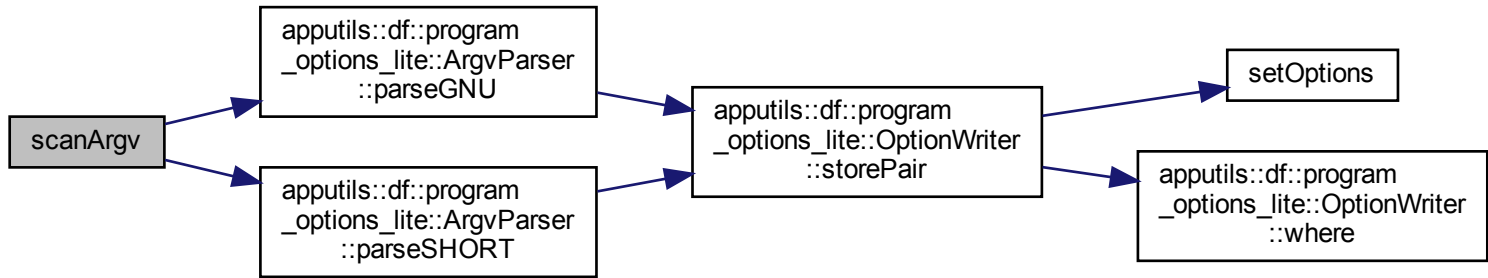 scanArgv
apputils::df::program
_options_lite::ArgvParser
::parseGNU
apputils::df::program
_options_lite::ArgvParser
::parseSHORT
apputils::df::program
_options_lite::OptionWriter
::storePair
setOptions
apputils::df::program
_options_lite::OptionWriter
::where